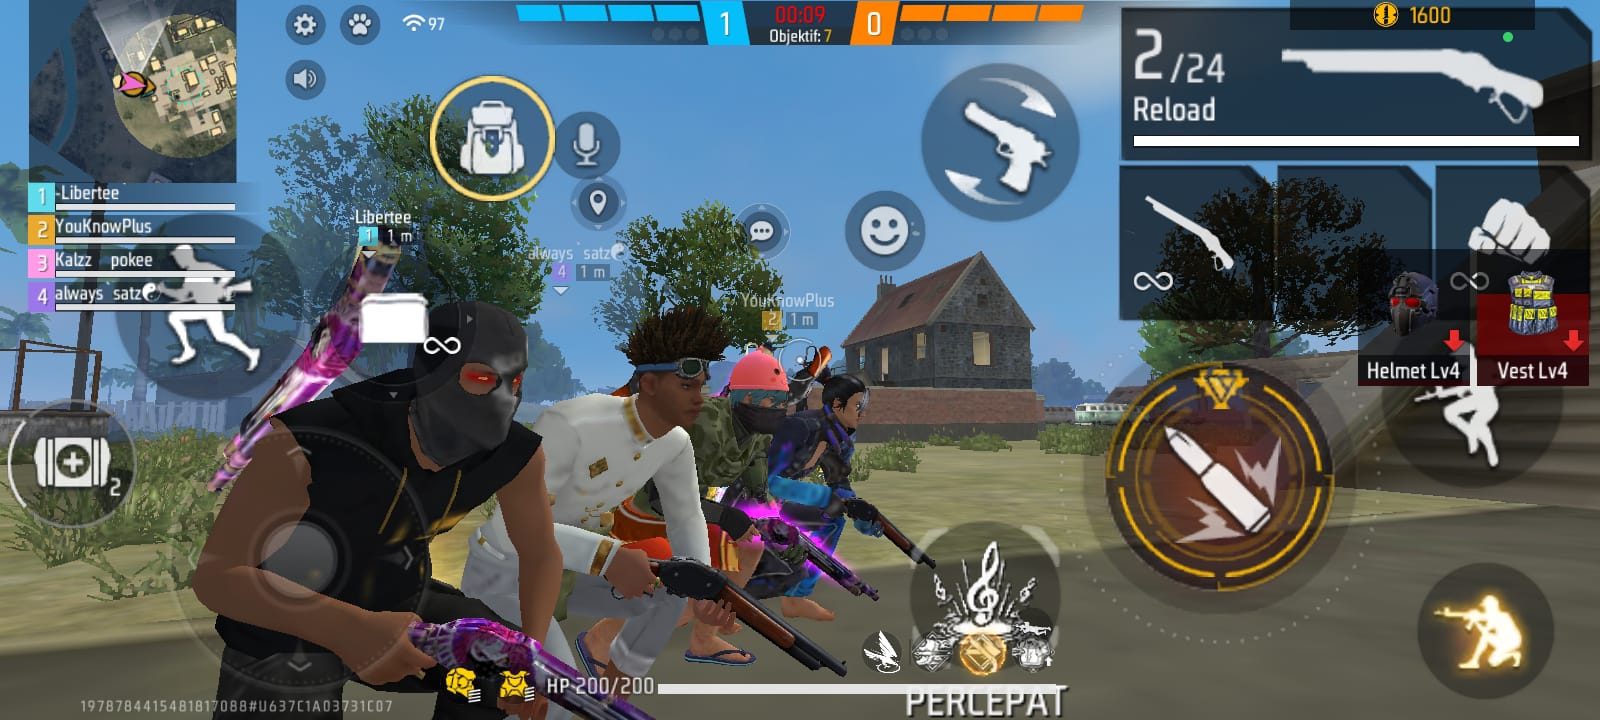 97
1
00:09
0
Objektif: 7
1600
2/24
Reload
1 -Libertee
2 YouKnowPlus
3 Kalzz pokee
4 always satz
Libertee
1 1 m
always satz
4 1 m
YouKnowPlus
2 1 m
Helmet Lv4
Vest Lv4
2
HP 200/200
PERCEPAT
1978784415481817088#U637C1A03731C07